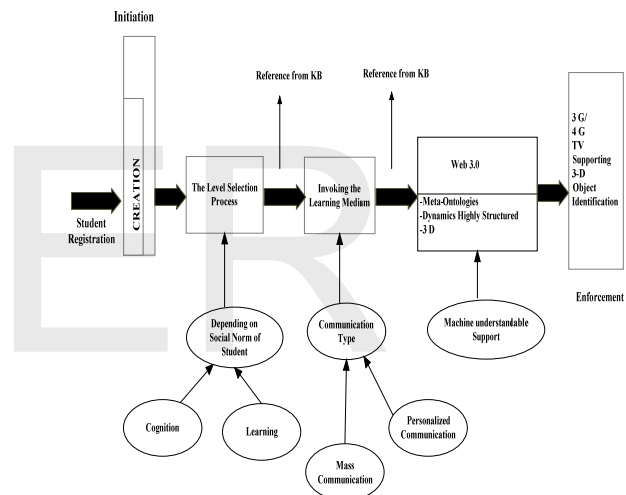 Initiation
Reference from KB
Reference from KB
CREATION
Student
Registration
The Level Selection
Process
Invoking the
Learning Medium
Web 3.0
-Meta-Ontologies
-Dynamics Highly Structured
-3 D
3 G/
4 G
TV
Supporting
3-D
Object
Identification
Enforcement
Depending on
Social Norm of
Student
Communication
Type
Machine understandable
Support
Cognition
Learning
Personalized
Communication
Mass
Communication
ER